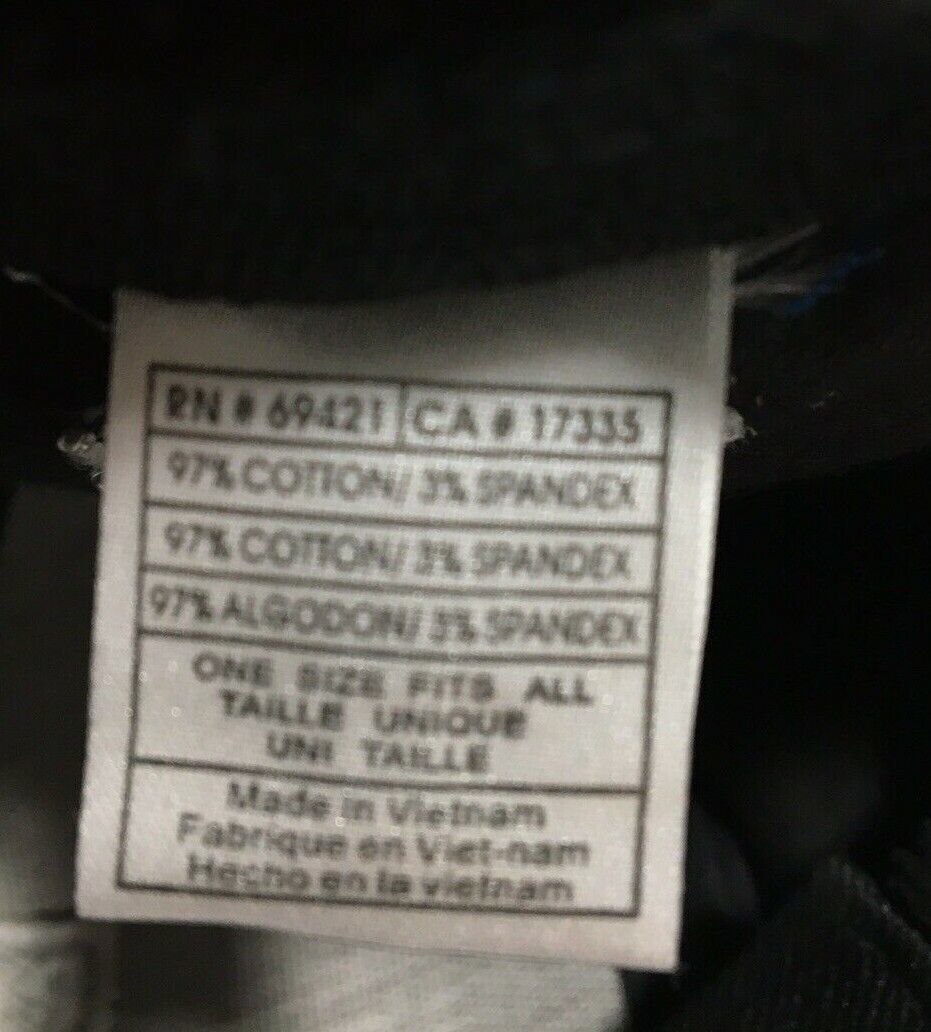 RN # 69421 CA # 17335
97% COTTON/ 3% SPANDEX
97% COTTON/ 3% SPANDEX
97% ALGODON/ 3% SPANDEX
ONE SIZE FITS ALL
TAILLE UNIQUE
UNI TAILLE
Made in Vietnam
Fabrique en Viet-nam
Hecho en la vietnam